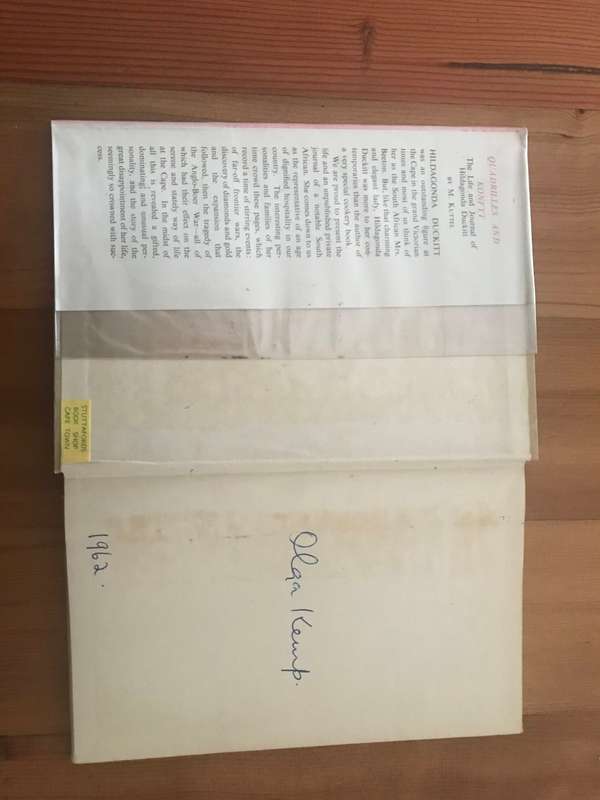 QUADRILLES AND
KONFYT
The Life and Journal of
Hildagonda Duckitt
by M. KUTTEL
HILDAGONDA DUCKITT
was an outstanding figure at
the Cape in the grand Victorian
times and most of us think of
her as the South African Mrs.
Beeton. But, like that charming
and elegant lady, Hildagonda
Duckitt was more to her con-
temporaries than the author of
a very special cookery book.
We are proud to present the
life and an unpublished private
journal of a notable South
African. She comes down to us
as the representative of an age
of dignified hospitality in our
country. The interesting per-
sonalities and families of her
time crowd these pages, which
record a time of stirring events:
of far-off frontier wars, the
discovery of diamonds and gold
and the expansion that
followed, then the tragedy of
the Anglo-Boer war—all of
which had their effect on the
serene and stately way of life
at the Cape. In the midst of
all this is revealed a gifted,
dominating and unusual per-
sonality, and the story of the
great disappointment of her life,
seemingly so crowned with suc-
cess.
STUTTAFORDS
BOOK SHOP
CAPE TOWN
Olga Kemp.
1962.